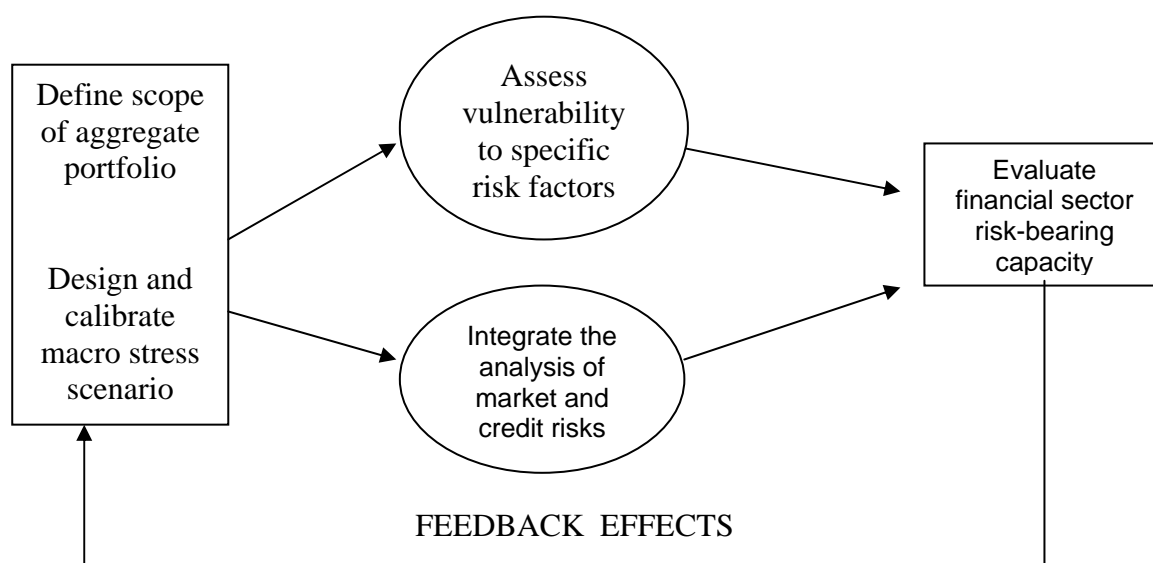 Define scope
of aggregate
portfolio
Design and
calibrate
macro stress
scenario
Assess
vulnerability
to specific
risk factors
Integrate the
analysis of
market and
credit risks
Evaluate
financial sector
risk-bearing
capacity
FEEDBACK EFFECTS